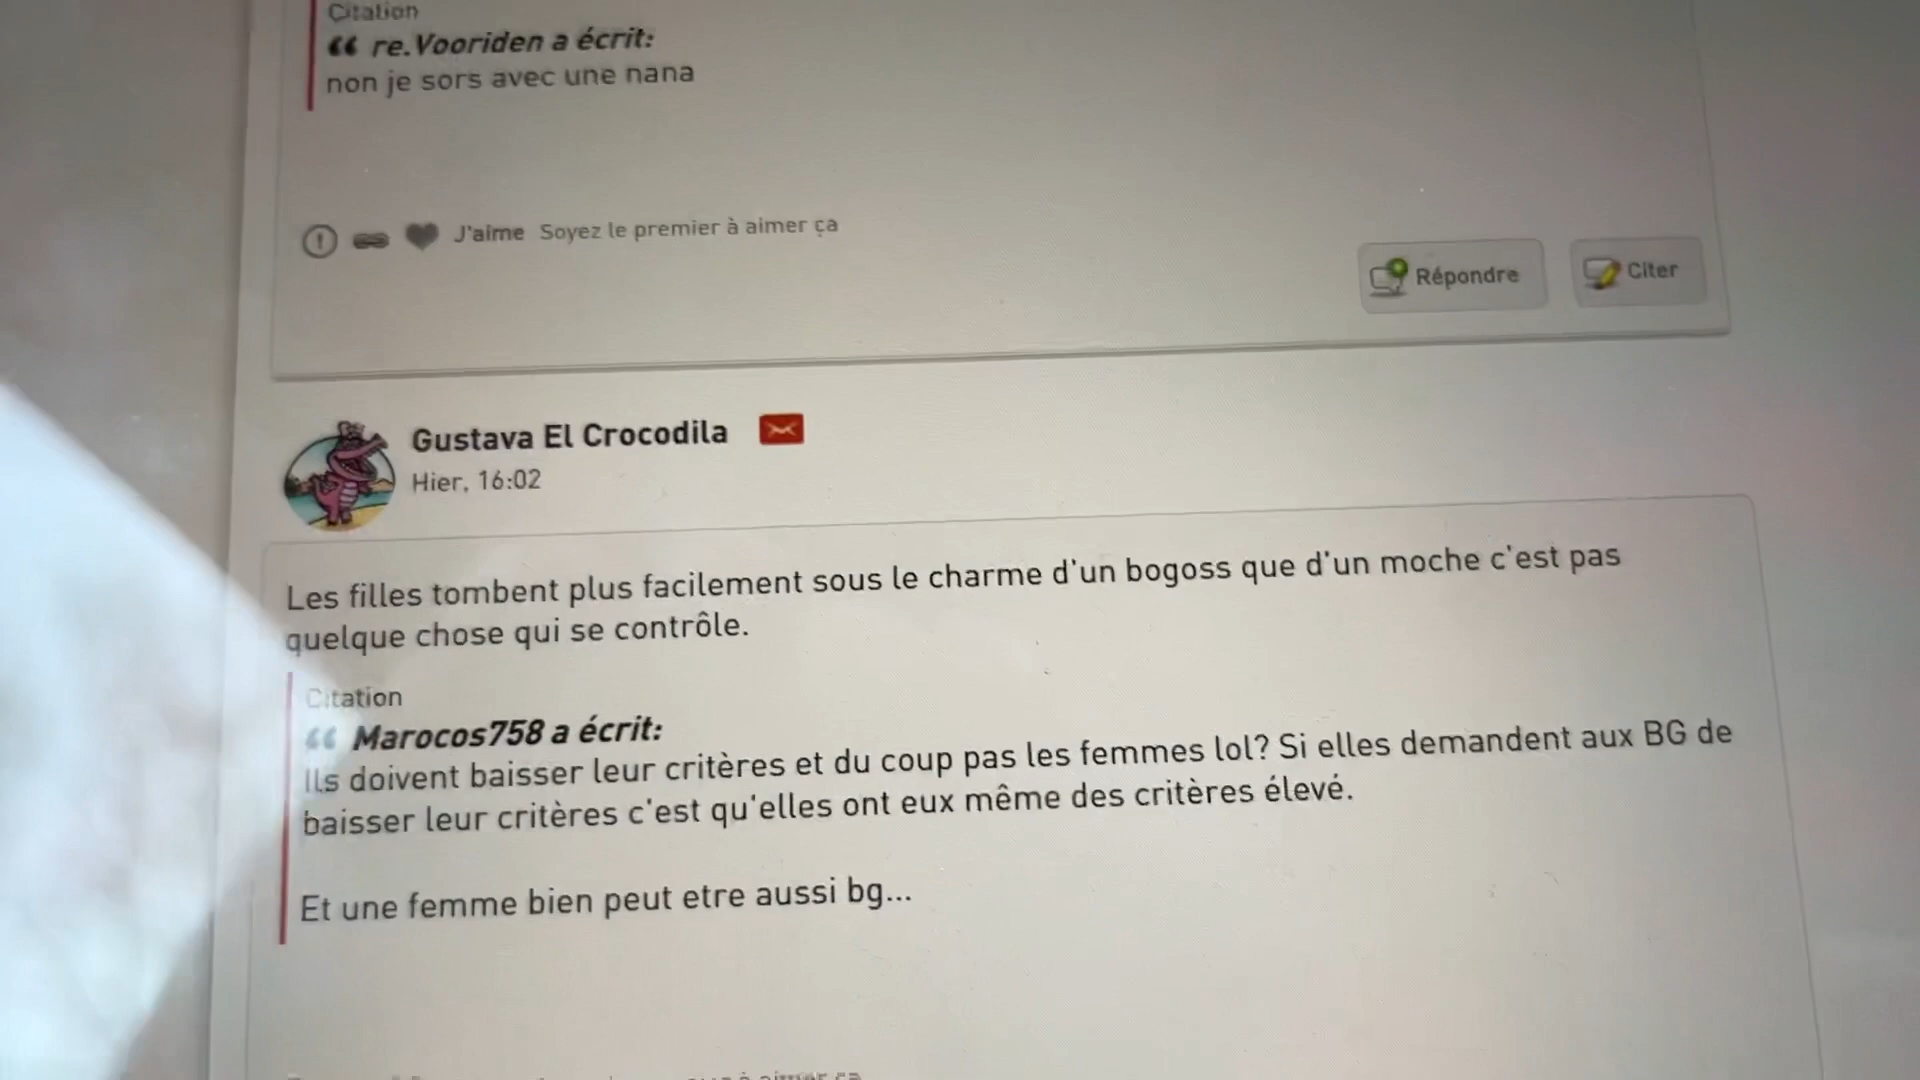 Citation
“ re.Vooriden a écrit:
non je sors avec une nana
J'aime Soyez le premier à aimer ça
Répondre
Citer
Gustava El Crocodila
Hier, 16:02
Les filles tombent plus facilement sous le charme d'un bogoss que d'un moche c'est pas
quelque chose qui se contrôle.
Citation
“ Marocos758 a écrit:
Ils doivent baisser leur critères et du coup pas les femmes lol? Si elles demandent aux BG de
baisser leur critères c'est qu'elles ont eux même des critères élevé.
Et une femme bien peut etre aussi bg...